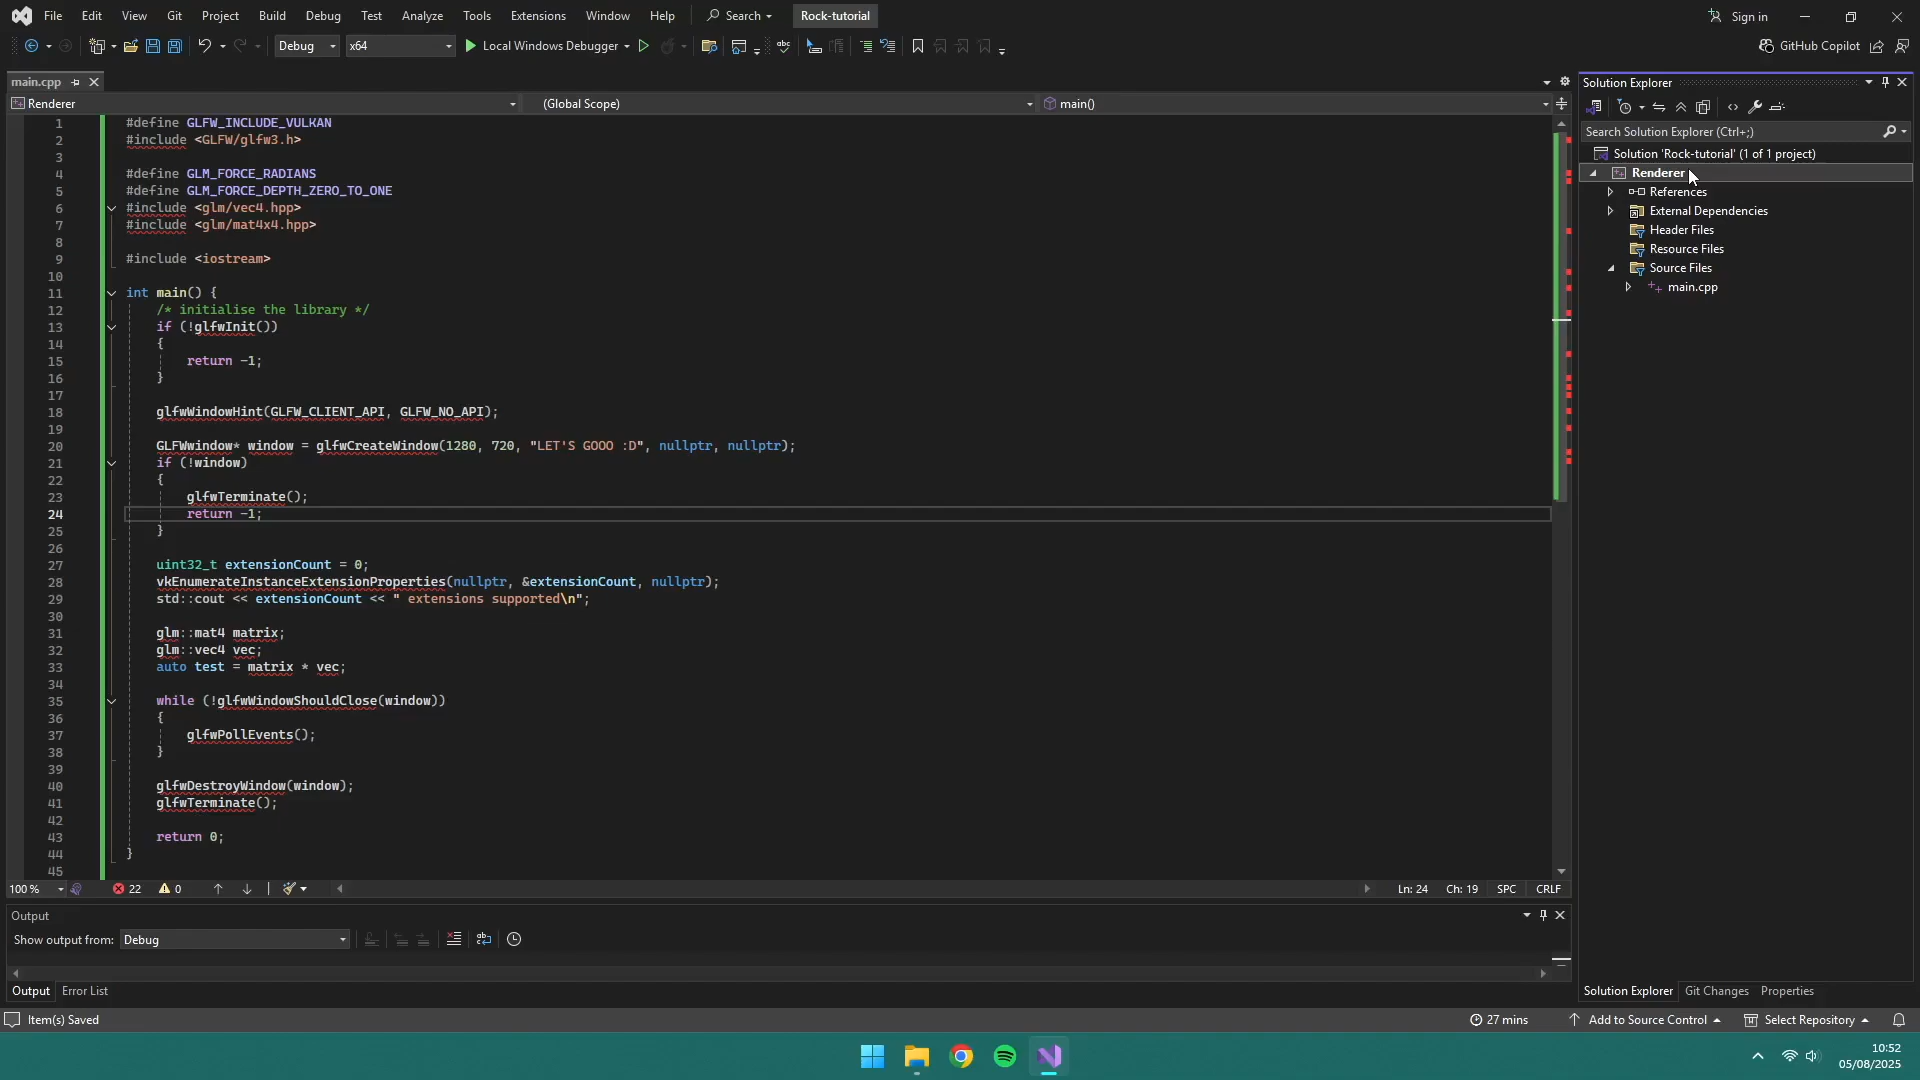 File Edit View Git Project Build Debug Test Analyze Tools Extensions Window Help Search Rock-tutorial Sign in
Debug x64 Local Windows Debugger GitHub Copilot
main.cpp
Renderer (Global Scope) main()
1 #define GLFW_INCLUDE_VULKAN
2 #include <GLFW/glfw3.h>
3
4 #define GLM_FORCE_RADIANS
5 #define GLM_FORCE_DEPTH_ZERO_TO_ONE
6 #include <glm/vec4.hpp>
7 #include <glm/mat4x4.hpp>
8
9 #include <iostream>
10
11 int main() {
12 /* initialise the library */
13 if (!glfwInit())
14 {
15 return -1;
16 }
17
18 glfwWindowHint(GLFW_CLIENT_API, GLFW_NO_API);
19
20 GLFWwindow* window = glfwCreateWindow(1280, 720, "LET'S GOOO :D", nullptr, nullptr);
21 if (!window)
22 {
23 glfwTerminate();
24 return -1;
25 }
26
27 uint32_t extensionCount = 0;
28 vkEnumerateInstanceExtensionProperties(nullptr, &extensionCount, nullptr);
29 std::cout << extensionCount << " extensions supported\n";
30
31 glm::mat4 matrix;
32 glm::vec4 vec;
33 auto test = matrix * vec;
34
35 while (!glfwWindowShouldClose(window))
36 {
37 glfwPollEvents();
38 }
39
40 glfwDestroyWindow(window);
41 glfwTerminate();
42
43 return 0;
44 }
45
100 % 22 0 Ln: 24 Ch: 19 SPC CRLF
Output
Show output from: Debug
Output Error List
Solution Explorer
Search Solution Explorer (Ctrl+;)
Solution 'Rock-tutorial' (1 of 1 project)
Renderer
References
External Dependencies
Header Files
Resource Files
Source Files
main.cpp
Solution Explorer Git Changes Properties
Item(s) Saved 27 mins Add to Source Control Select Repository
10:52
05/08/2025